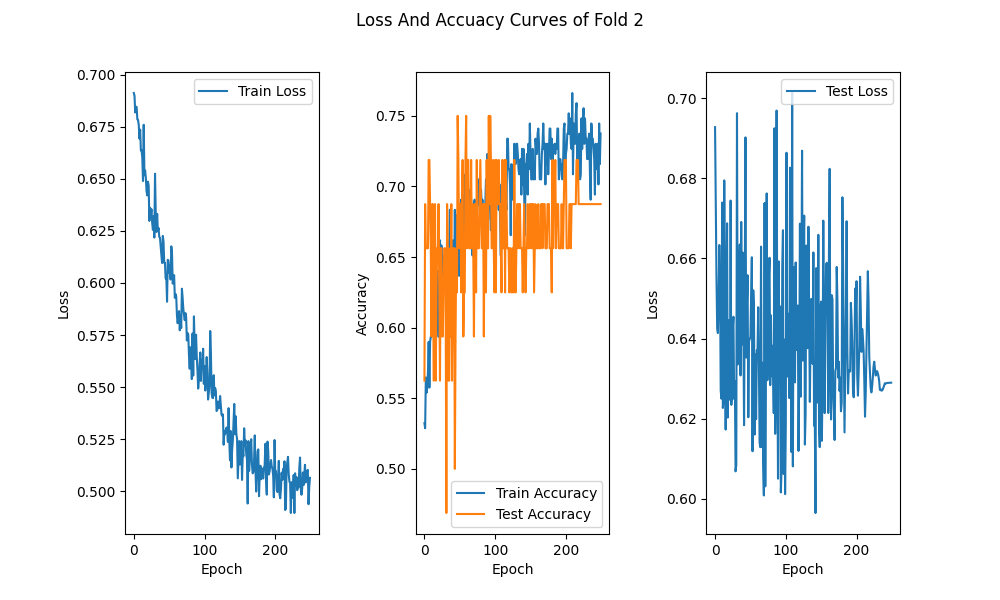 Loss And Accuacy Curves of Fold 2
0.700
0.675
0.650
0.625
0.600
0.575
0.550
0.525
0.500
Loss
0
100
200
Epoch
Train Loss
0.75
0.70
0.65
0.60
0.55
0.50
Accuracy
0
100
200
Epoch
Train Accuracy
Test Accuracy
0.70
0.68
0.66
0.64
0.62
0.60
Loss
0
100
200
Epoch
Test Loss